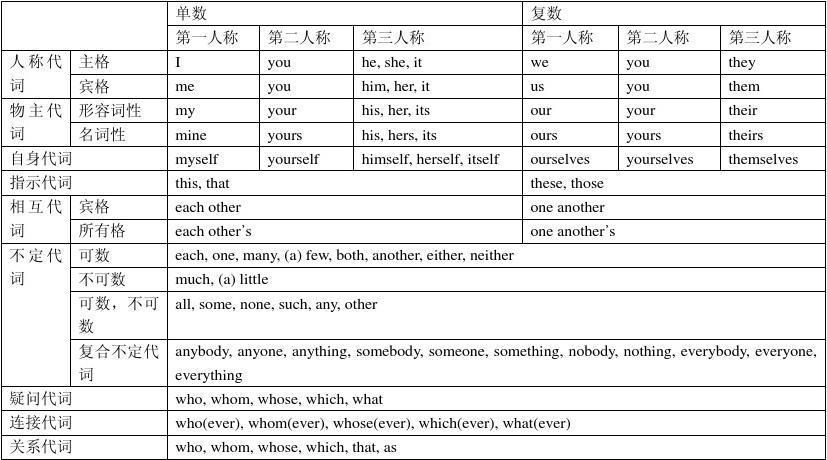 单数 复数
第一人称 第二人称 第三人称 第一人称 第二人称 第三人称
人称代词 主格 I you he, she, it we you they
宾格 me you him, her, it us you them
物主代词 形容词性 my your his, her, its our your their
名词性 mine yours his, hers, its ours yours theirs
自身代词 myself yourself himself, herself, itself ourselves yourselves themselves
指示代词 this, that these, those
相互代词 宾格 each other one another
所有格 each other’s one another’s
不定代词 可数 each, one, many, (a) few, both, another, either, neither
不可数 much, (a) little
可数，不可数 all, some, none, such, any, other
复合不定代词 anybody, anyone, anything, somebody, someone, something, nobody, nothing, everybody, everyone,
everything
疑问代词 who, whom, whose, which, what
连接代词 who(ever), whom(ever), whose(ever), which(ever), what(ever)
关系代词 who, whom, whose, which, that, as